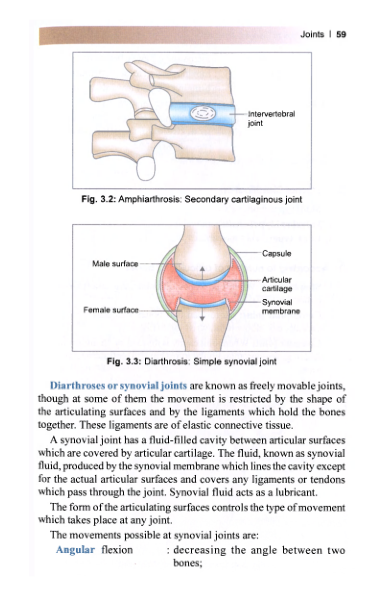 Joints | 59
Intervertebral
joint
Fig. 3.2: Amphiarthrosis: Secondary cartilaginous joint
Capsule
Male surface
Articular
cartilage
Synovial
membrane
Female surface
Fig. 3.3: Diarthrosis: Simple synovial joint
Diarthroses or synovial joints are known as freely movable joints,
though at some of them the movement is restricted by the shape of
the articulating surfaces and by the ligaments which hold the bones
together. These ligaments are of elastic connective tissue.
A synovial joint has a fluid-filled cavity between articular surfaces
which are covered by articular cartilage. The fluid, known as synovial
fluid, produced by the synovial membrane which lines the cavity except
for the actual articular surfaces and covers any ligaments or tendons
which pass through the joint. Synovial fluid acts as a lubricant.
The form of the articulating surfaces controls the type of movement
which takes place at any joint.
The movements possible at synovial joints are:
Angular flexion : decreasing the angle between two
bones;